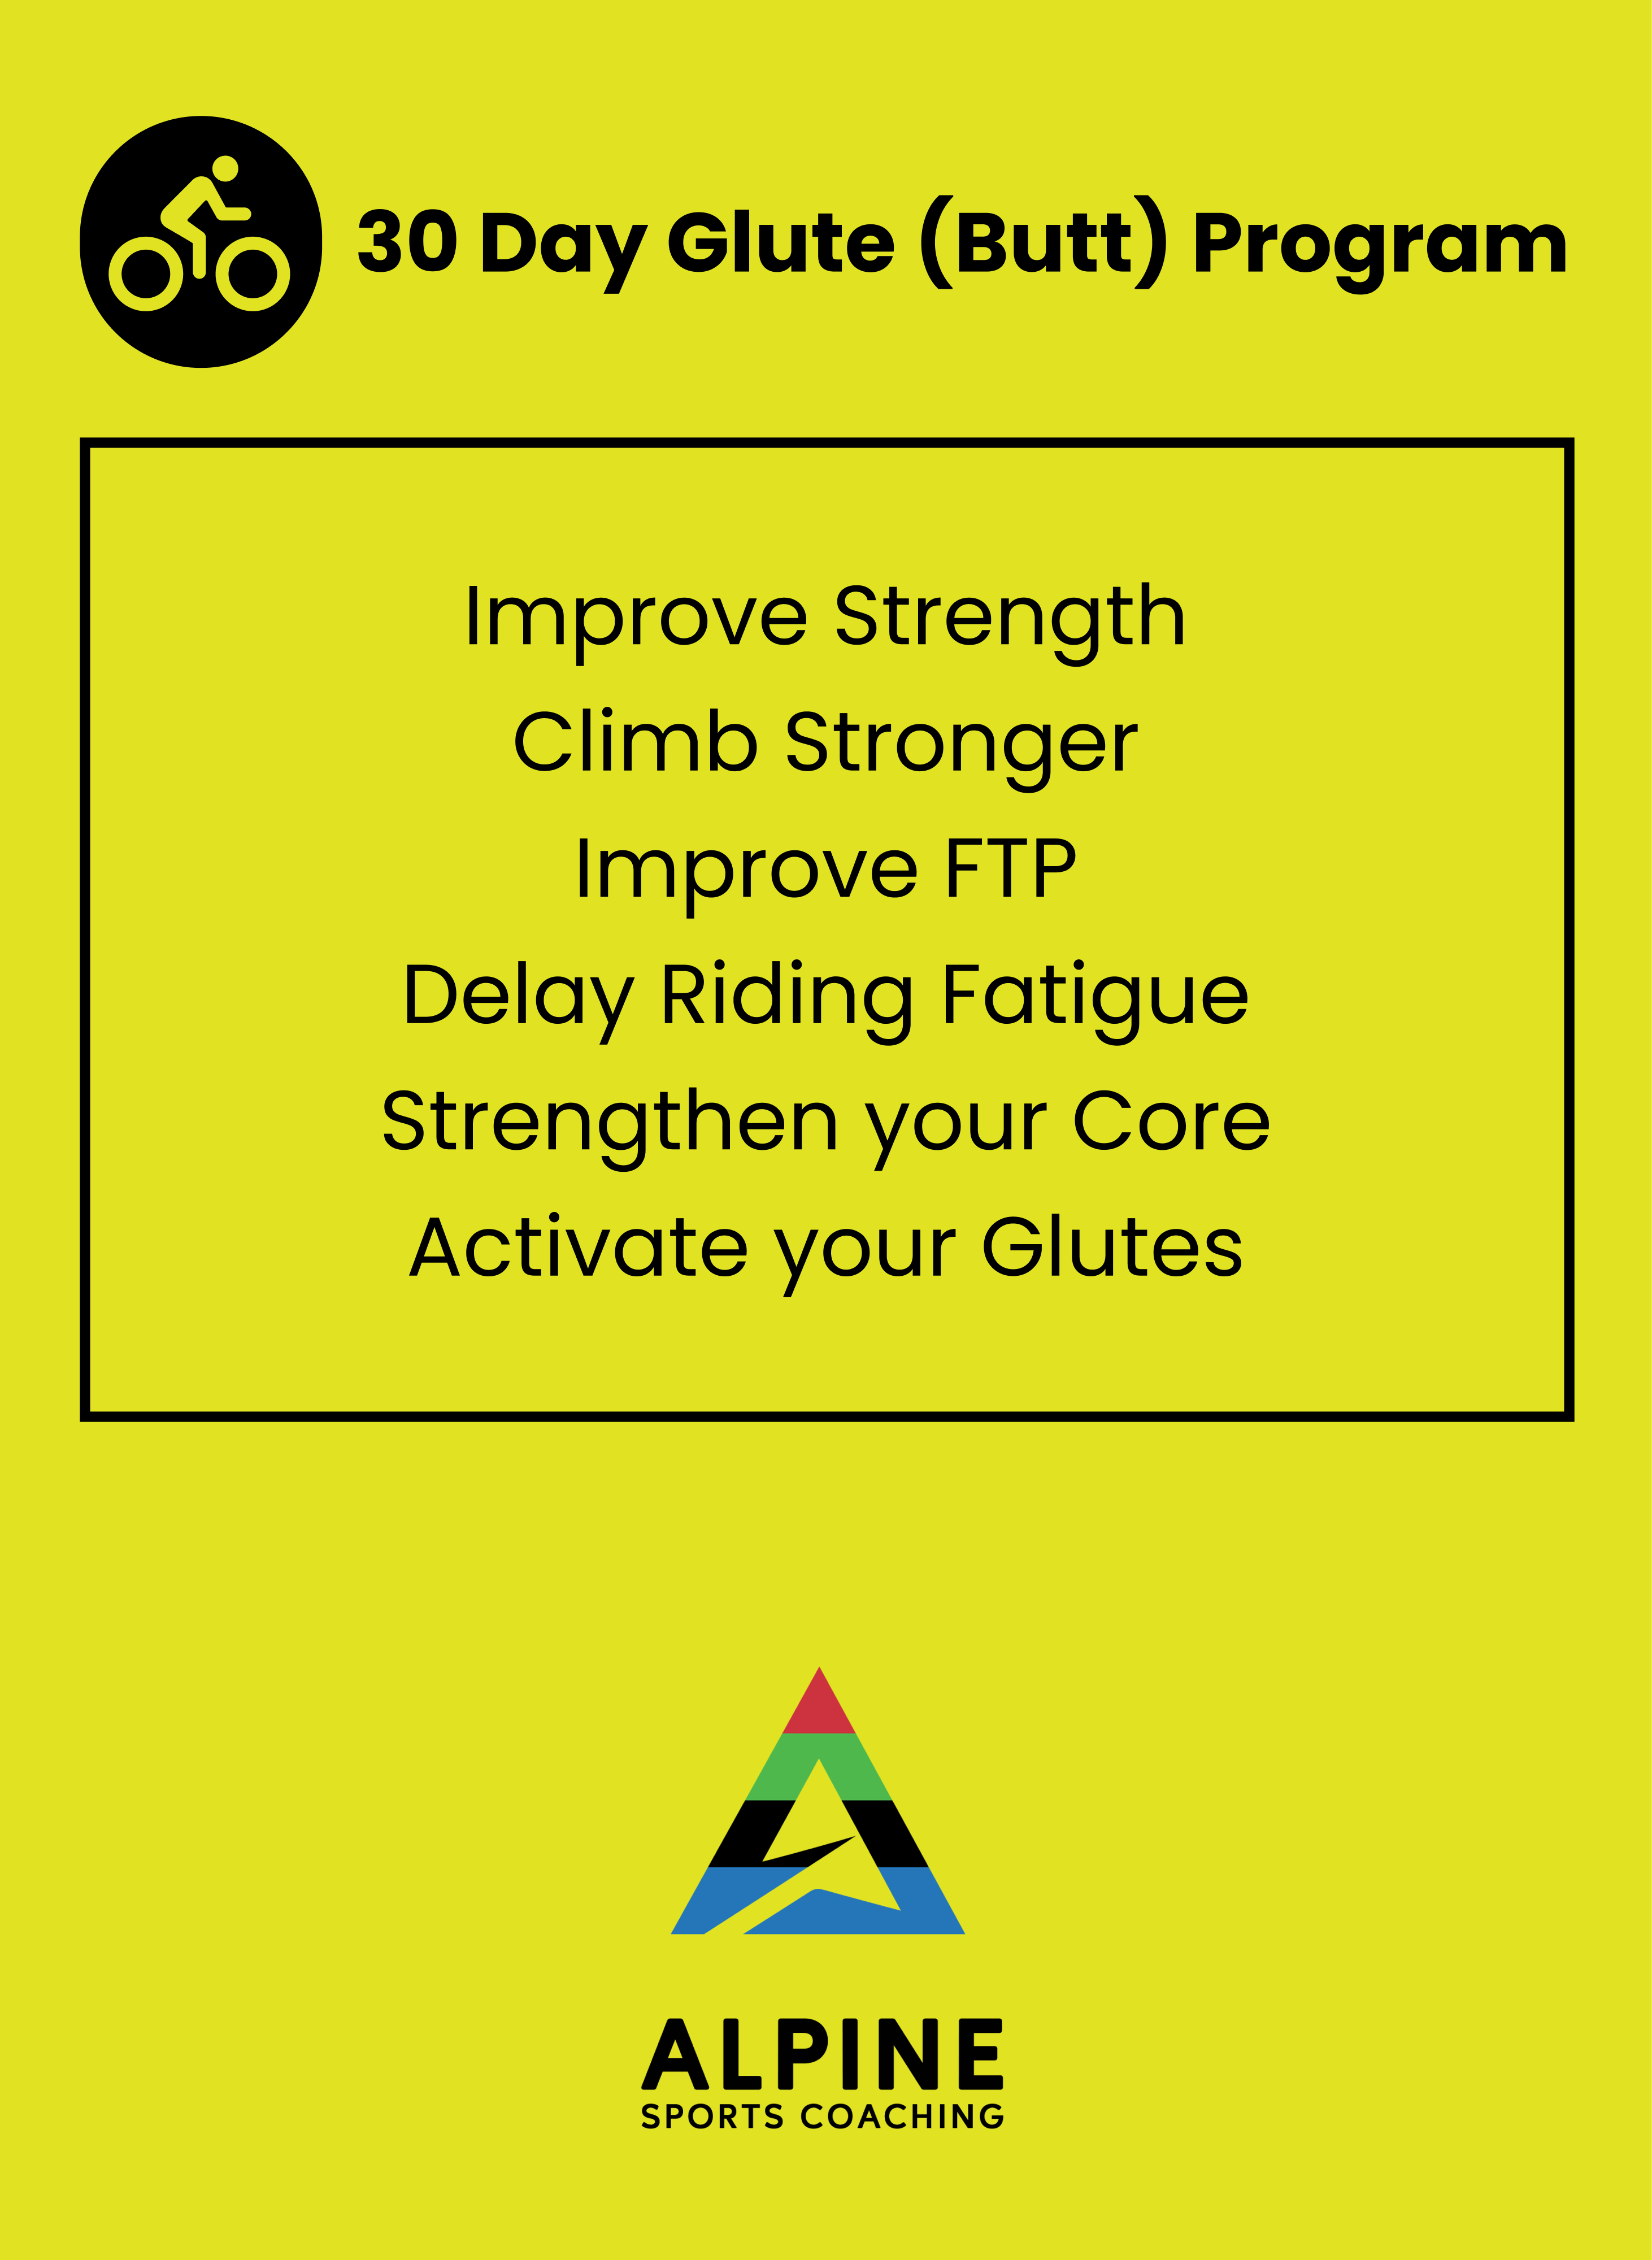 30 Day Glute (Butt) Program
Improve Strength
Climb Stronger
Improve FTP
Delay Riding Fatigue
Strengthen your Core
Activate your Glutes
ALPINE
SPORTS COACHING